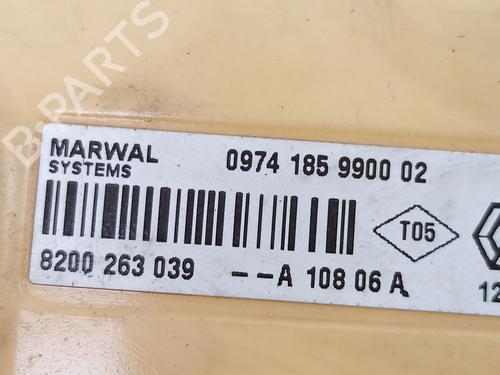 B-PARTS
MARWAL
SYSTEMS
0974 185 9900 02
T05
8200 263 039
--A 108 06 A
12